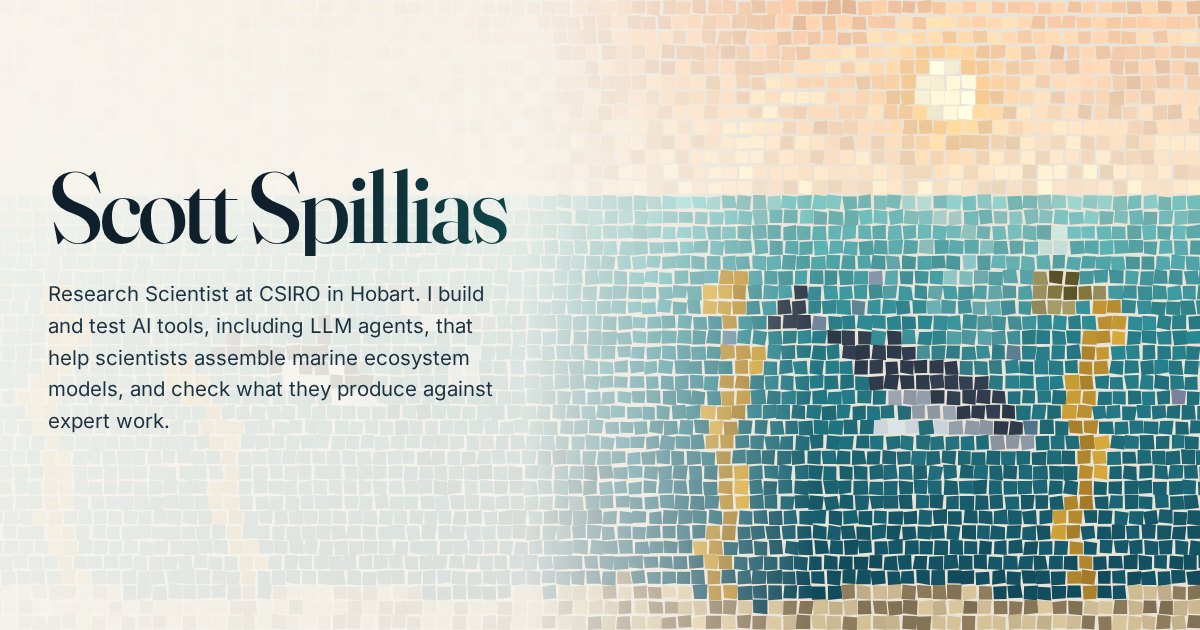 Scott Spillias
Research Scientist at CSIRO in Hobart. I build
and test AI tools, including LLM agents, that
help scientists assemble marine ecosystem
models, and check what they produce against
expert work.